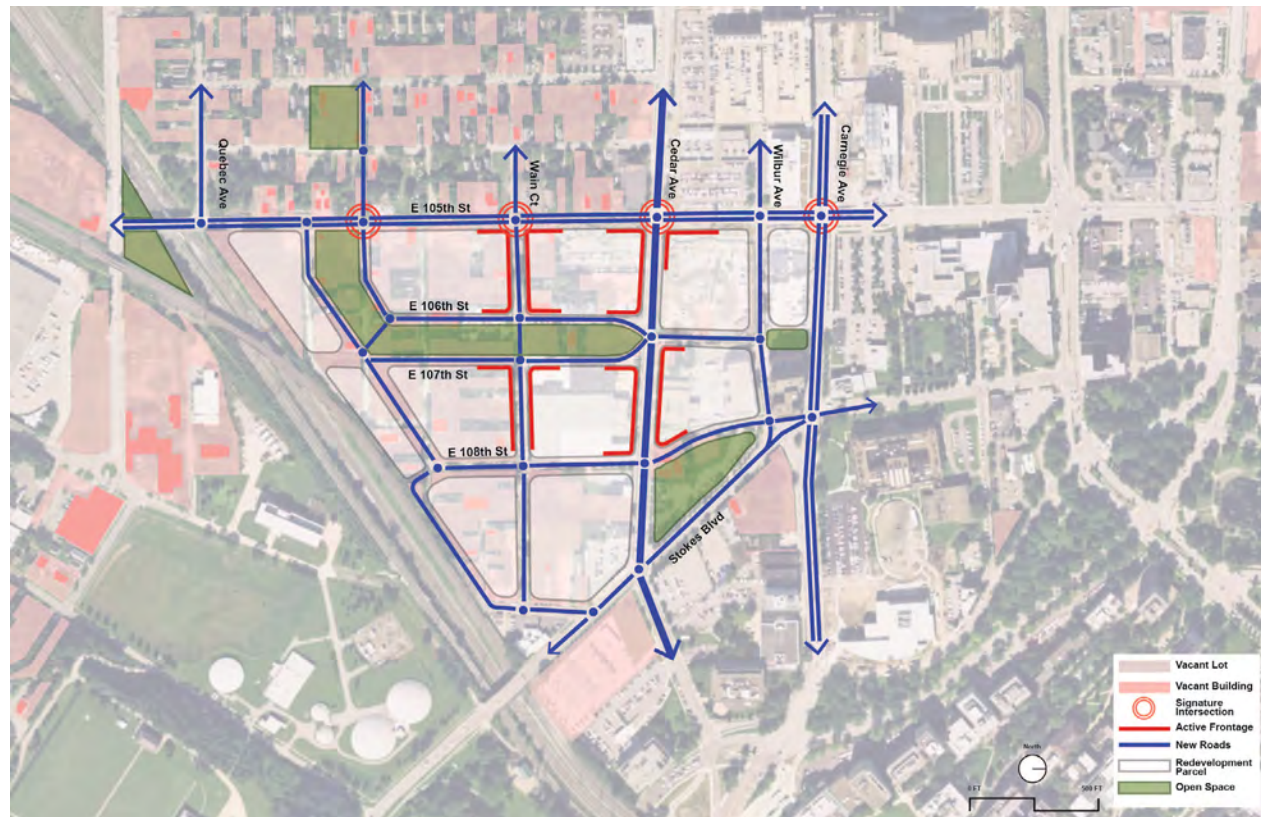 Quebec Ave
Wain Ct
Cedar Ave
Wilbur Ave
Carnegie Ave
E 105th St
E 106th St
E 107th St
E 108th St
Stokes Blvd
North
0 FT
500 FT
Vacant Lot
Vacant Building
Signature
Intersection
Active Frontage
New Roads
Redevelopment
Parcel
Open Space